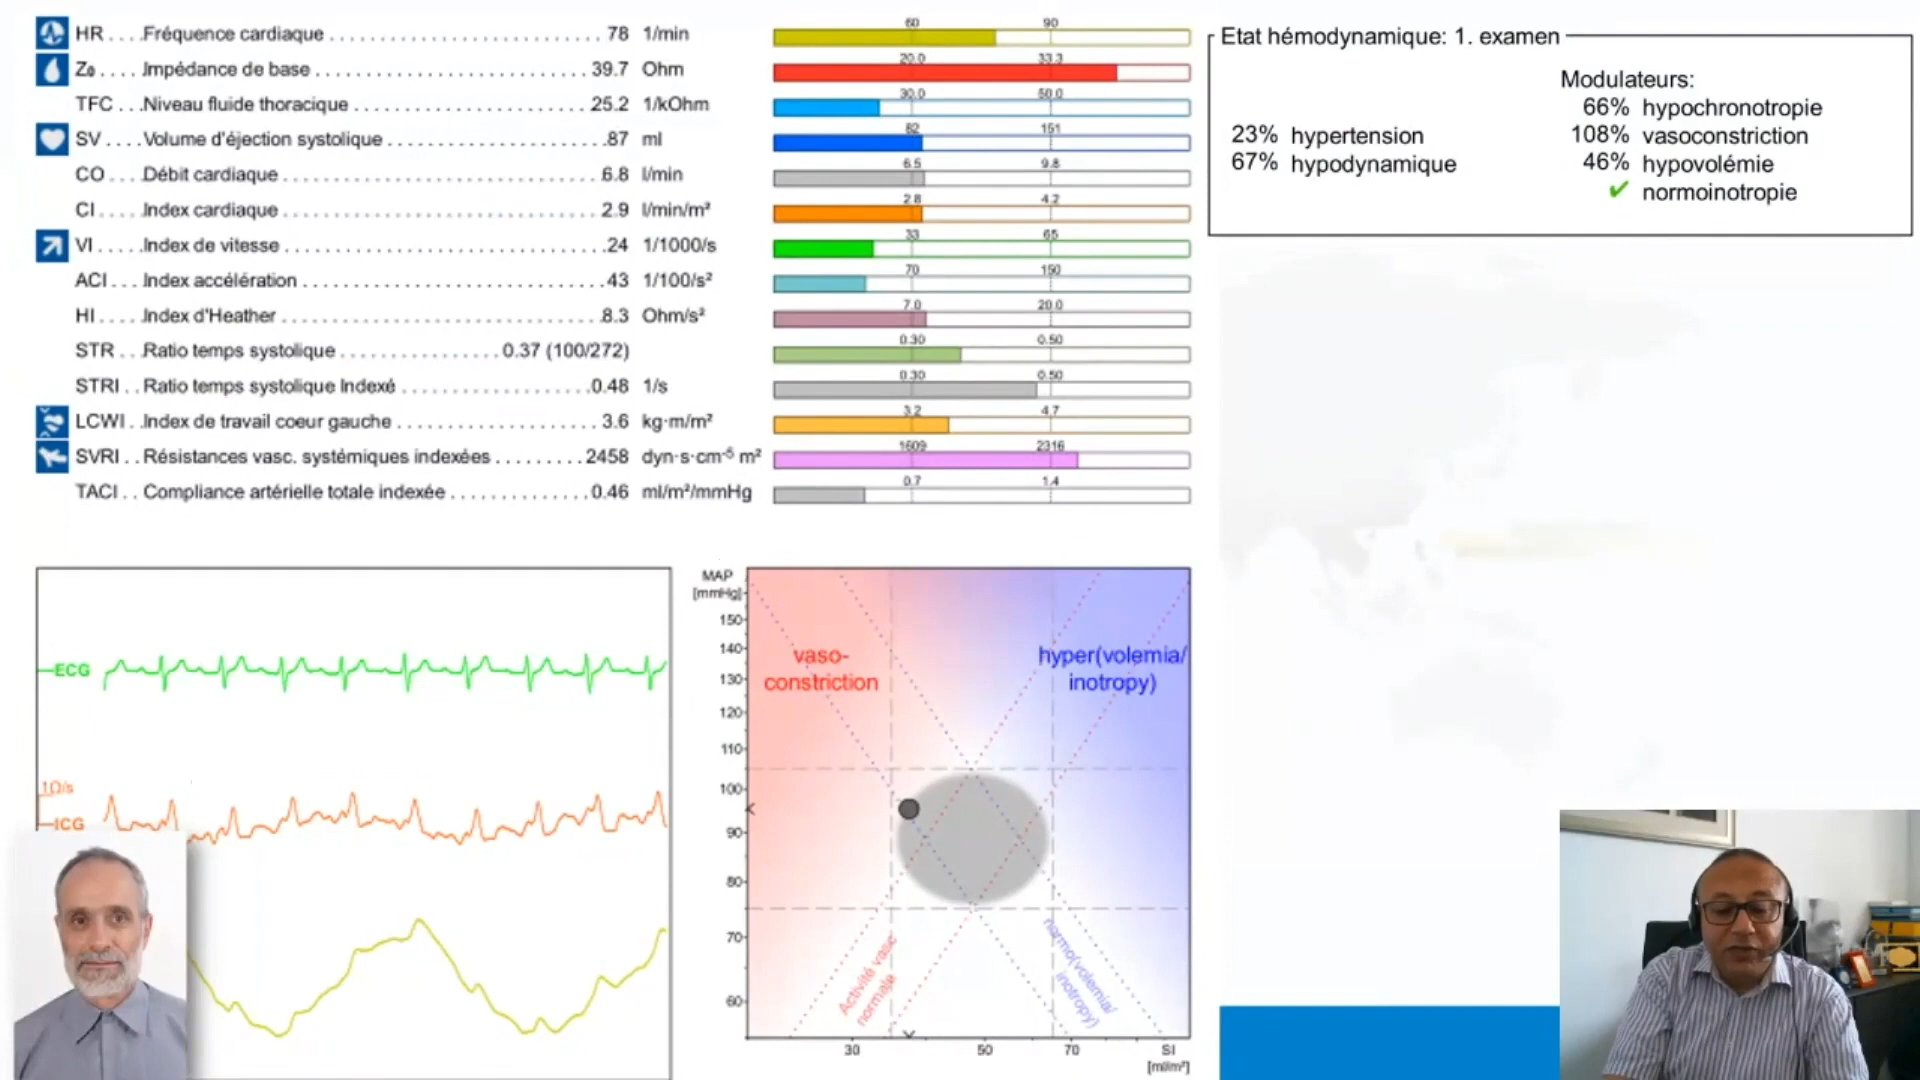 HR . . . . Fréquence cardiaque . . . . . . . . . . 78 1/min
60 90
Z₀ . . . . Impédance de base . . . . . . . . . . 39.7 Ohm
20.0 33.3
TFC . . . Niveau fluide thoracique . . . . . . . . . . 25.2 1/kOhm
30.0 50.0
SV . . . . Volume d'éjection systolique . . . . . . . . . . 87 ml
82 151
CO . . . . Débit cardiaque . . . . . . . . . . 6.8 l/min
6.5 9.8
CI . . . . Index cardiaque . . . . . . . . . . 2.9 l/min/m²
2.8 4.2
VI . . . . . Index de vitesse . . . . . . . . . . 24 1/1000/s
33 65
ACI . . . Index accélération . . . . . . . . . . 43 1/100/s²
70 150
HI . . . . Index d'Heather . . . . . . . . . . 8.3 Ohm/s²
7.0 20.0
STR . . Ratio temps systolique . . . . . . . . . . 0.37 (100/272)
0.30 0.50
STRI . . Ratio temps systolique Indexé . . . . . . . . . . 0.48 1/s
0.30 0.50
LCWI . . Index de travail coeur gauche . . . . . . . . . . 3.6 kg·m/m²
3.2 4.7
SVRI . . Résistances vasc. systémiques indexées . . . . . . . . . 2458 dyn·s·cm⁻⁵ m²
1609 2316
TACI . . Compliance artérielle totale indexée . . . . . . . . . . 0.46 ml/m²/mmHg
0.7 1.4
Etat hémodynamique: 1. examen
23% hypertension
67% hypodynamique
Modulateurs:
66% hypochronotropie
108% vasoconstriction
46% hypovolémie
✔ normoinotropie
ECG
1Ω/s
ICG
MAP
[mmHg]
150
140
130
120
110
100
90
80
70
60
vaso-
constriction
hyper(volemia/
inotropy)
Activité vasc
normale
normo(volemia/
inotropy)
30 50 70 SI
[ml/m²]